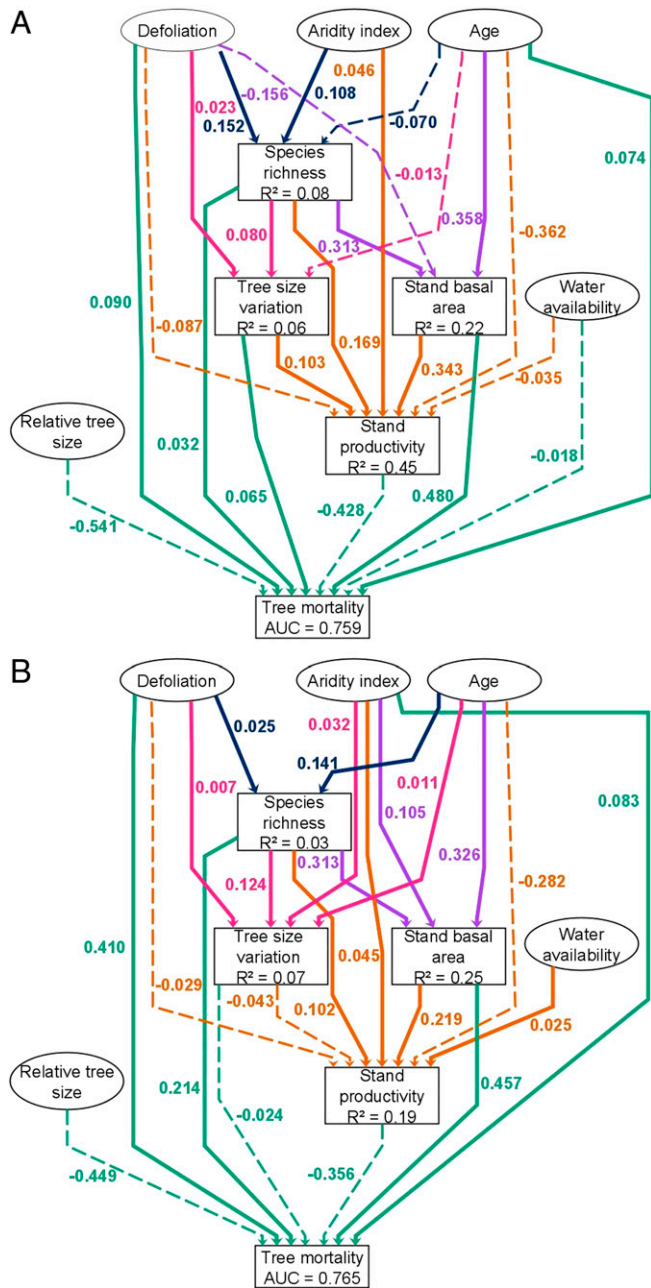 A
Defoliation
Aridity index
Age
0.046
-0.156
0.023
0.108
0.152
-0.070
0.074
Species
richness
R² = 0.08
-0.013
0.358
0.080
0.313
-0.362
Tree size
variation
R² = 0.06
Stand basal
area
R² = 0.22
Water
availability
0.090
-0.087
0.169
0.103
0.343
-0.035
Relative tree
size
Stand
productivity
R² = 0.45
0.032
-0.018
0.065
-0.428
0.480
-0.541
Tree mortality
AUC = 0.759
B
Defoliation
Aridity index
Age
0.025
0.032
0.141
0.007
0.011
0.105
0.083
Species
richness
R² = 0.03
0.313
0.326
0.124
-0.282
0.410
Tree size
variation
R² = 0.07
Stand basal
area
R² = 0.25
Water
availability
0.045
-0.029
-0.043
0.102
0.219
0.025
Relative tree
size
Stand
productivity
R² = 0.19
0.214
-0.024
0.457
-0.356
-0.449
Tree mortality
AUC = 0.765